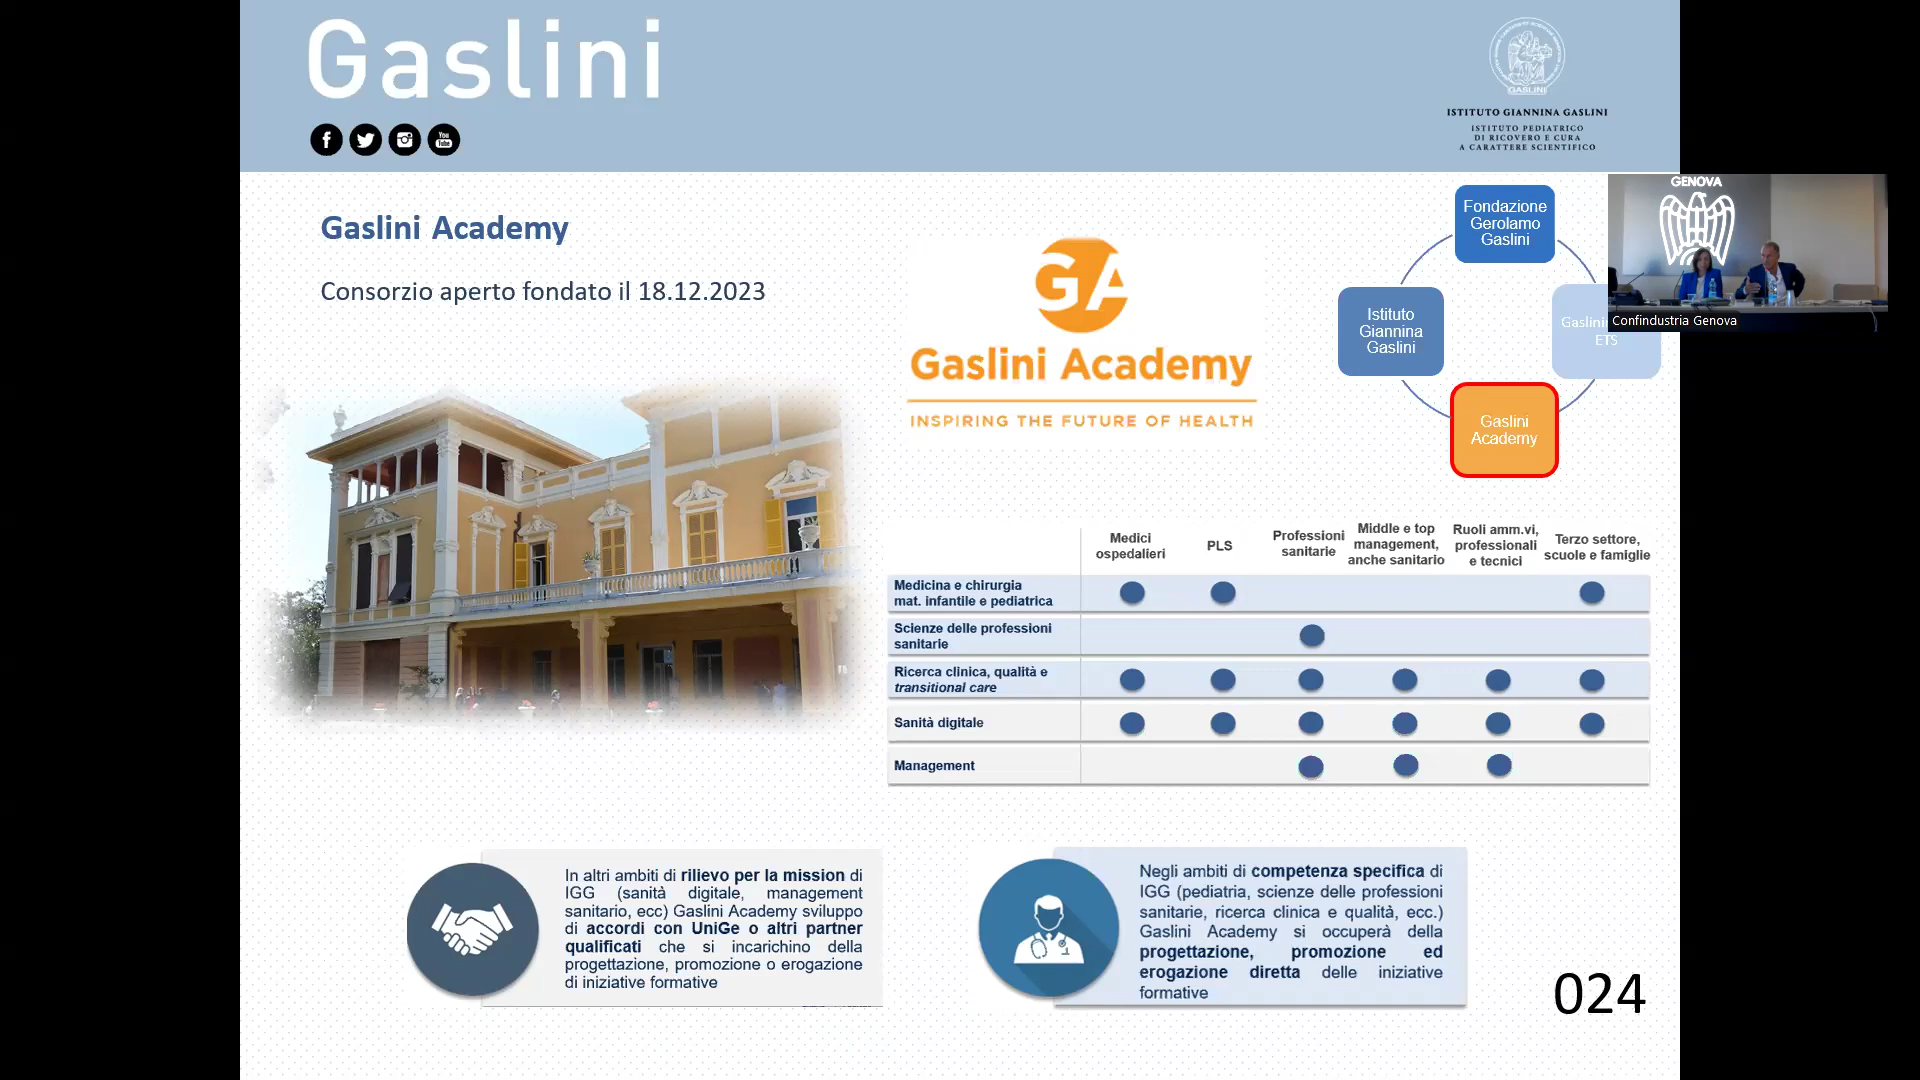 Gaslini
f
You
Tube
GASLINI
ISTITUTO GIANNINA GASLINI
ISTITUTO PEDIATRICO
DI RICOVERO E CURA
A CARATTERE SCIENTIFICO
Gaslini Academy
Consorzio aperto fondato il 18.12.2023
GA
Gaslini Academy
INSPIRING THE FUTURE OF HEALTH
Fondazione
Gerolamo
Gaslini
Istituto
Giannina
Gaslini
Gaslini
ETS
Gaslini
Academy
GENOVA
Confindustria Genova
Medici
ospedalieri
PLS
Professioni
sanitarie
Middle e top
management,
anche sanitario
Ruoli amm.vi,
professionali
e tecnici
Terzo settore,
scuole e famiglie
Medicina e chirurgia
mat. infantile e pediatrica
Scienze delle professioni
sanitarie
Ricerca clinica, qualità e
transitional care
Sanità digitale
Management
In altri ambiti di rilievo per la mission di
IGG (sanità digitale, management
sanitario, ecc) Gaslini Academy sviluppo
di accordi con UniGe o altri partner
qualificati che si incarichino della
progettazione, promozione o erogazione
di iniziative formative
Negli ambiti di competenza specifica di
IGG (pediatria, scienze delle professioni
sanitarie, ricerca clinica e qualità, ecc.)
Gaslini Academy si occuperà della
progettazione, promozione ed
erogazione diretta delle iniziative
formative
024